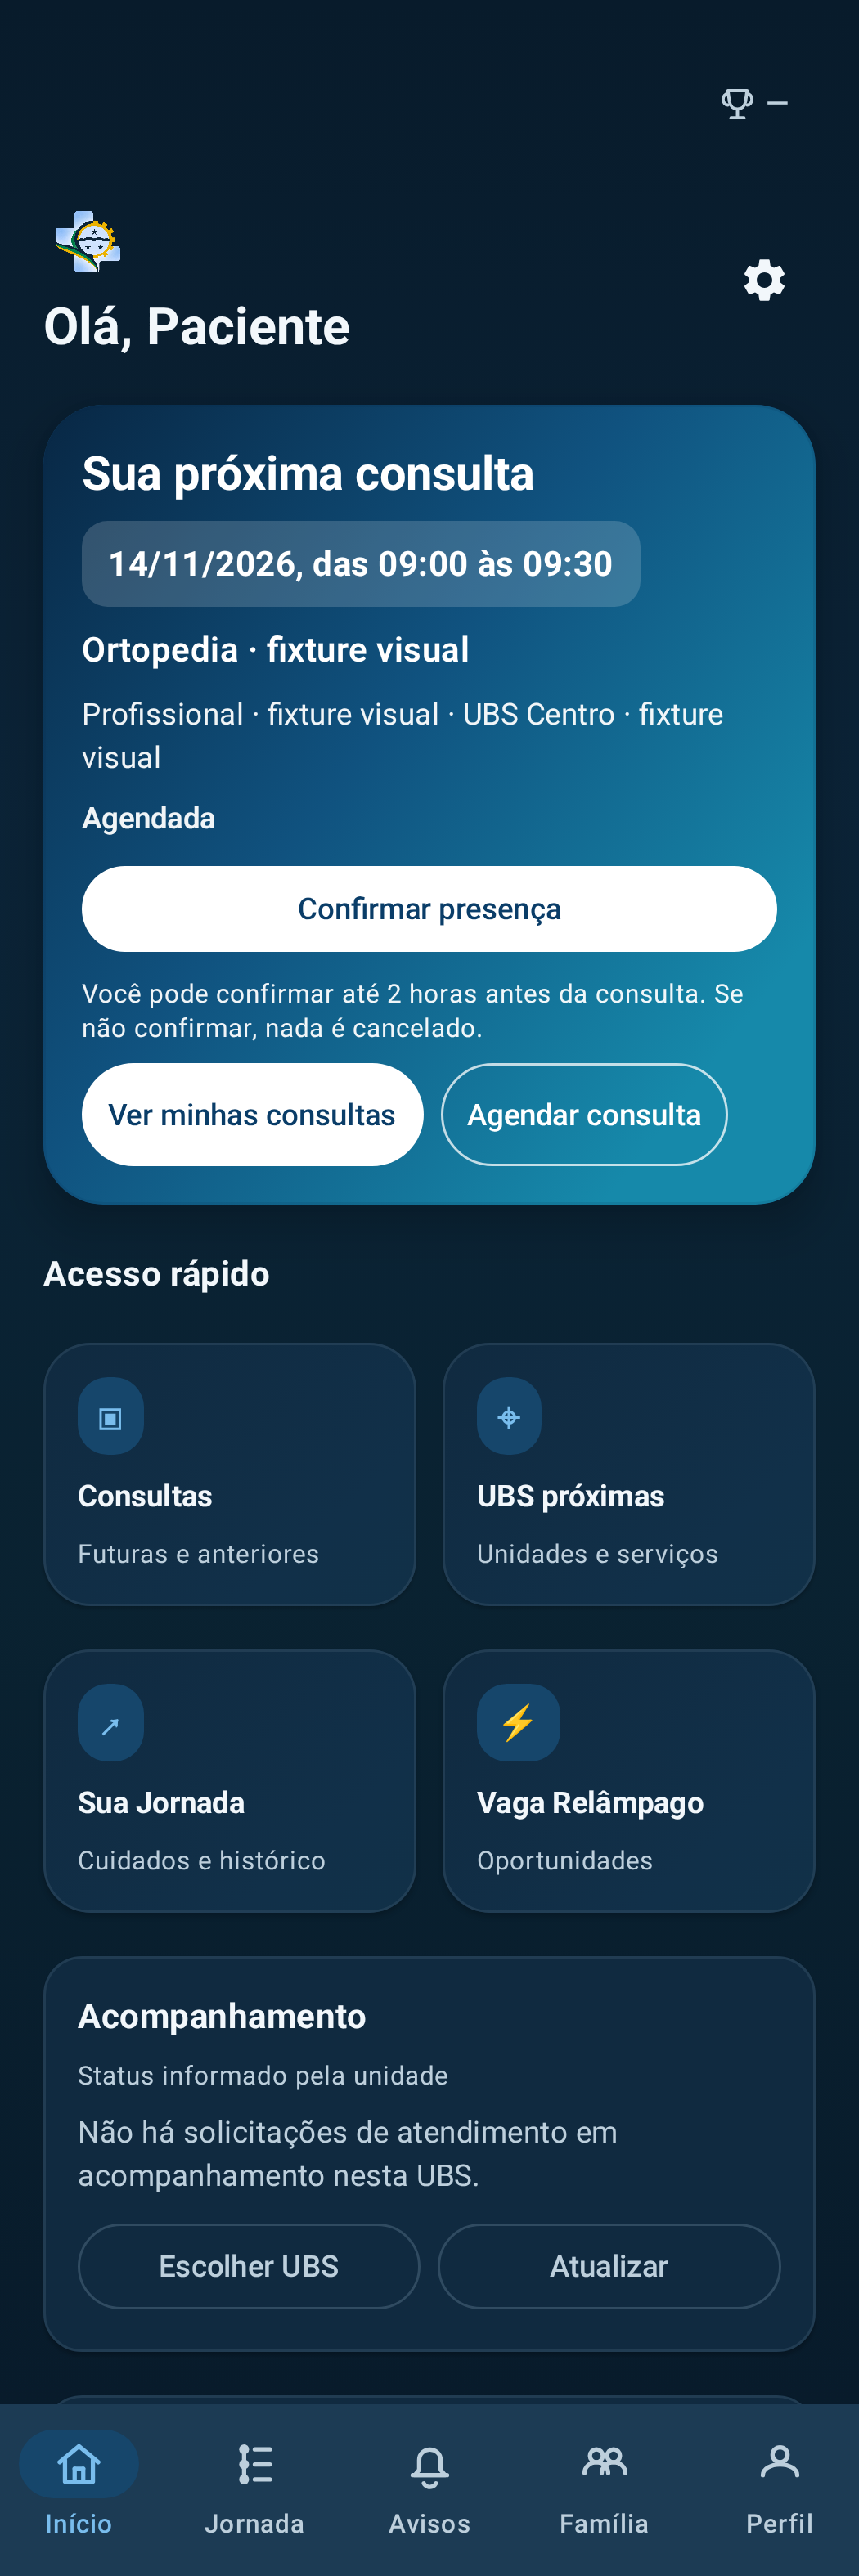 Olá, Paciente
Sua próxima consulta
14/11/2026, das 09:00 às 09:30
Ortopedia · fixture visual
Profissional · fixture visual · UBS Centro · fixture
visual
Agendada
Confirmar presença
Você pode confirmar até 2 horas antes da consulta. Se
não confirmar, nada é cancelado.
Ver minhas consultas
Agendar consulta
Acesso rápido
Consultas
Futuras e anteriores
UBS próximas
Unidades e serviços
Sua Jornada
Cuidados e histórico
Vaga Relâmpago
Oportunidades
Acompanhamento
Status informado pela unidade
Não há solicitações de atendimento em
acompanhamento nesta UBS.
Escolher UBS
Atualizar
Início
Jornada
Avisos
Família
Perfil